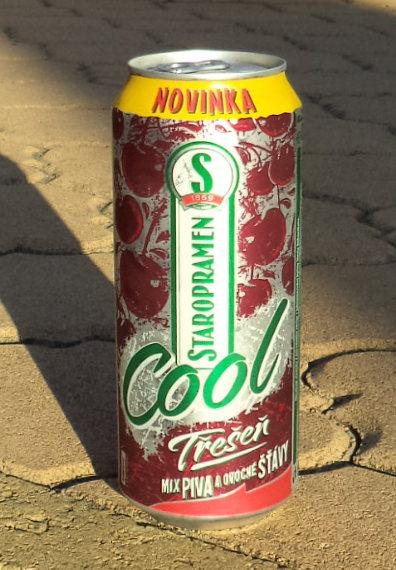 NOVINKA
S
1869
STAROPRAMEN
Cool
Třešeň
MIX PIVA A OVOCNÉ ŠŤÁVY